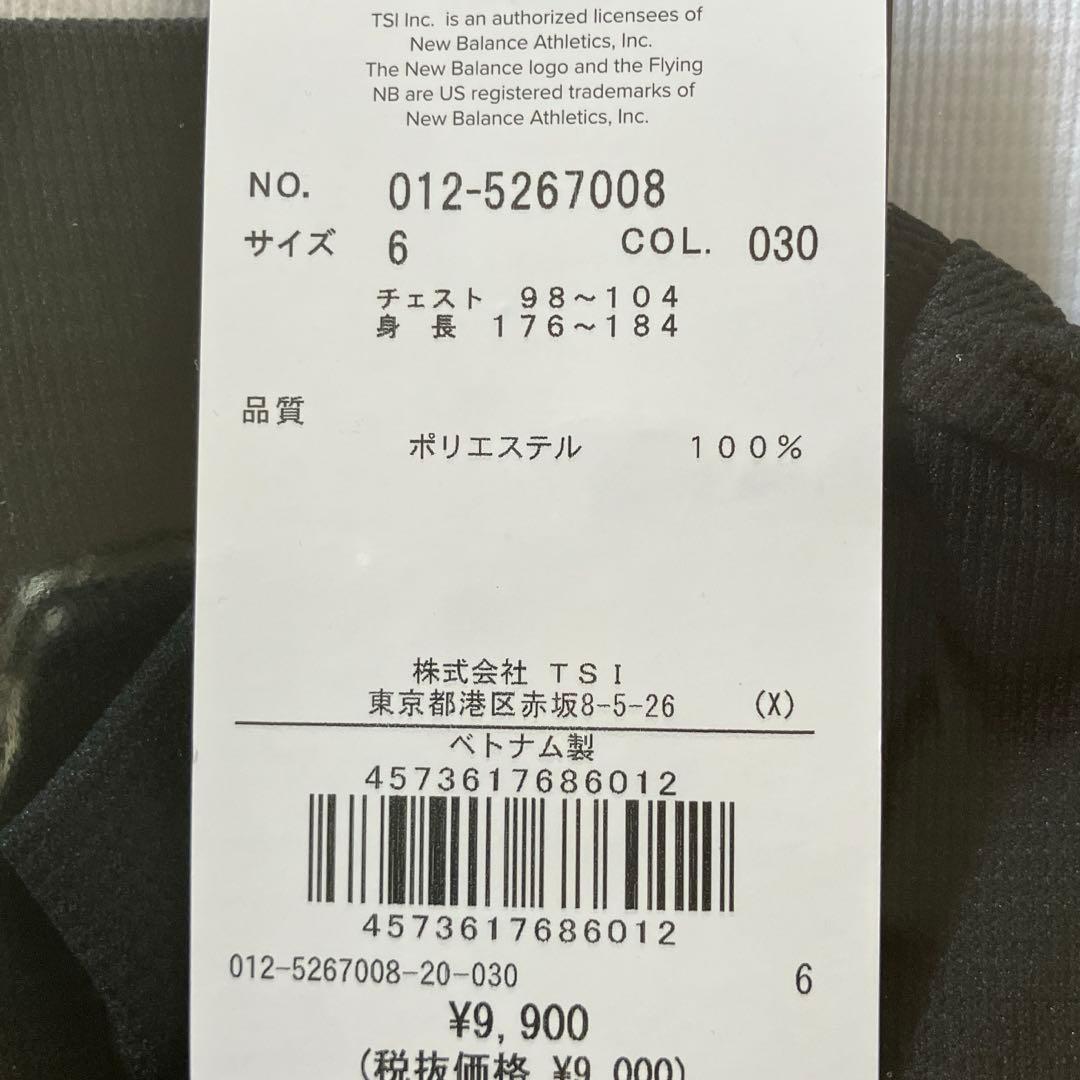 TSI Inc. is an authorized licensees of
New Balance Athletics, Inc.
The New Balance logo and the Flying
NB are US registered trademarks of
New Balance Athletics, Inc.
NO. 012-5267008
サイズ 6 COL. 030
チェスト 98~104
身長 176~184
品質
ポリエステル 100%
株式会社 TSI
東京都港区赤坂8-5-26 (X)
ベトナム製
4573617686012
4573617686012
012-5267008-20-030 6
¥9,900
(税抜価格 ¥9,000)